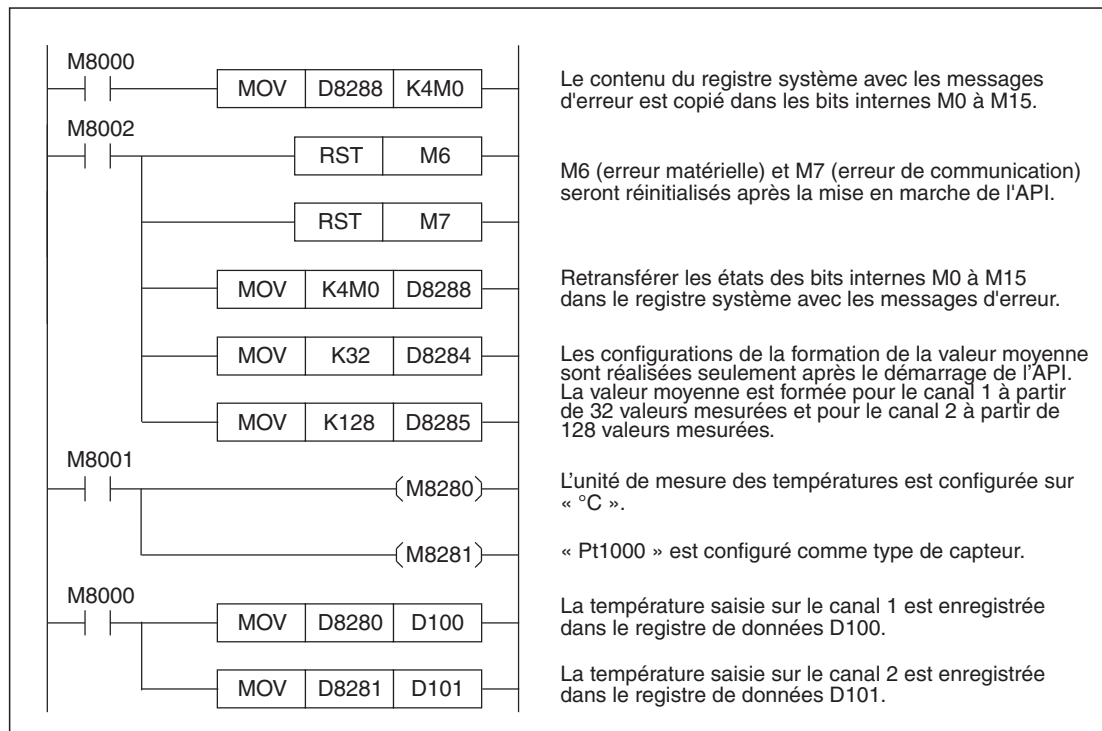 M8000
MOV D8288 K4M0
Le contenu du registre système avec les messages
d'erreur est copié dans les bits internes M0 à M15.
M8002
RST M6
M6 (erreur matérielle) et M7 (erreur de communication)
seront réinitialisés après la mise en marche de l'API.
RST M7
MOV K4M0 D8288
Retransférer les états des bits internes M0 à M15
dans le registre système avec les messages d'erreur.
MOV K32 D8284
Les configurations de la formation de la valeur moyenne
sont réalisées seulement après le démarrage de l'API.
La valeur moyenne est formée pour le canal 1 à partir
de 32 valeurs mesurées et pour le canal 2 à partir de
128 valeurs mesurées.
MOV K128 D8285
M8001
(M8280)
L'unité de mesure des températures est configurée sur
« °C ».
(M8281)
« Pt1000 » est configuré comme type de capteur.
M8000
MOV D8280 D100
La température saisie sur le canal 1 est enregistrée
dans le registre de données D100.
MOV D8281 D101
La température saisie sur le canal 2 est enregistrée
dans le registre de données D101.